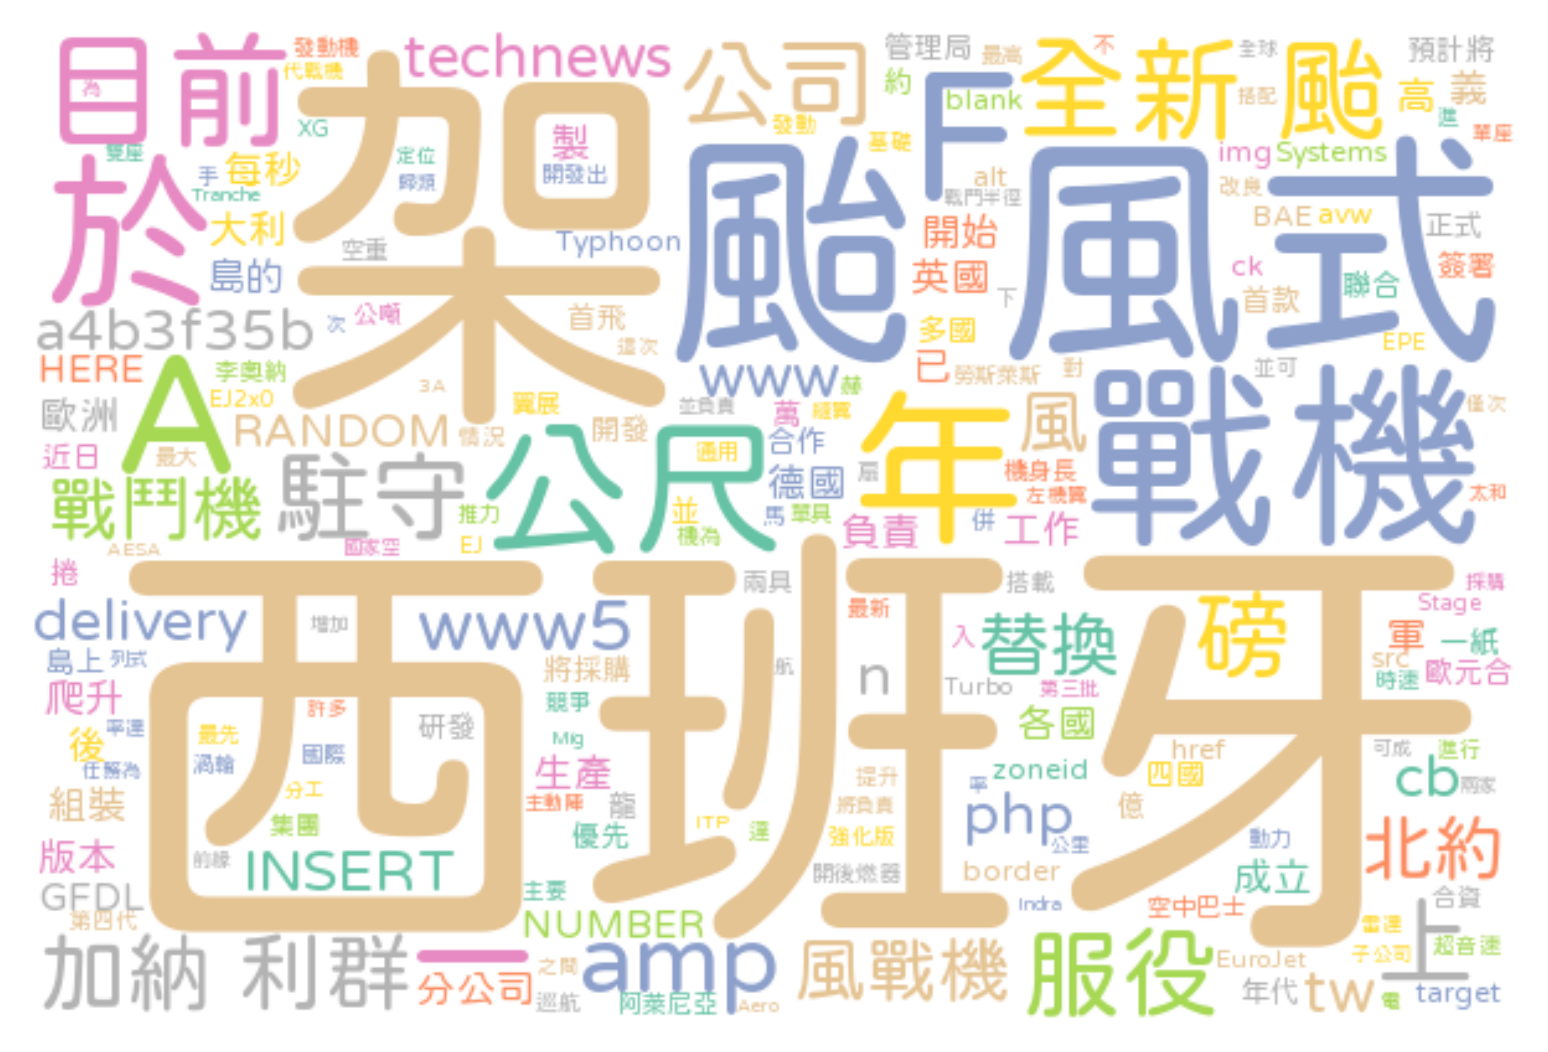 目前
為
發動機
代戰機
technews
公司
管理局
最高
不
全球
預計將
架
F
全新
颱
高
義
約
blank
搭配
進
單座
XG
製
發動
基礎
雙座
手
每秒
Tranche
定位
歸類
開發出
颱
風式
戰鬥半徑
alt
img
Systems
改良
於
大利
空重
Typhoon
開始
BAE
avw
正式
島的
英國
下
ck
首款
聯合
簽署
a4b3f35b
次
公噸
首飛
這次
多國
EPE
HERE
李奧納
3A
www
赫
已
勞斯萊斯
對
並可
A
EJ2x0
翼展
並負責
萬
縫翼
年
風
戰機
僅次
歐洲
RANDOM
情況
開發
合作
近日
最大
駐守
公尺
通用
德國
扇
機身長
左機翼
太和
戰鬥機
推力
並
馬
單具
負責
併
工作
AESA
國家空
EJ
機為
捲
西班牙
兩具
搭載
採購
delivery
增加
www5
最新
入
替換
磅
Stage
軍
一紙
島上
列式
將採購
航
n
Turbo
第三批
src
時速
歐元合
爬升
許多
競爭
各國
後
率達
最先
國際
研發
Mig
href
可成
進行
任務為
渦輪
生產
提升
zoneid
四國
cb
兩家
組裝
分工
主動陣
龍
將負責
率
php
億
集團
優先
ITP
達
強化版
公里
動力
北約
版本
前緣
INSERT
開後燃器
border
成立
GFDL
主要
Indra
空中巴士
合資
第四代
NUMBER
雷達
上
加納
利群
一
之間
amp
風戰機
服役
EuroJet
子公司
超音速
分公司
巡航
阿萊尼亞
Aero
年代
tw
電
target